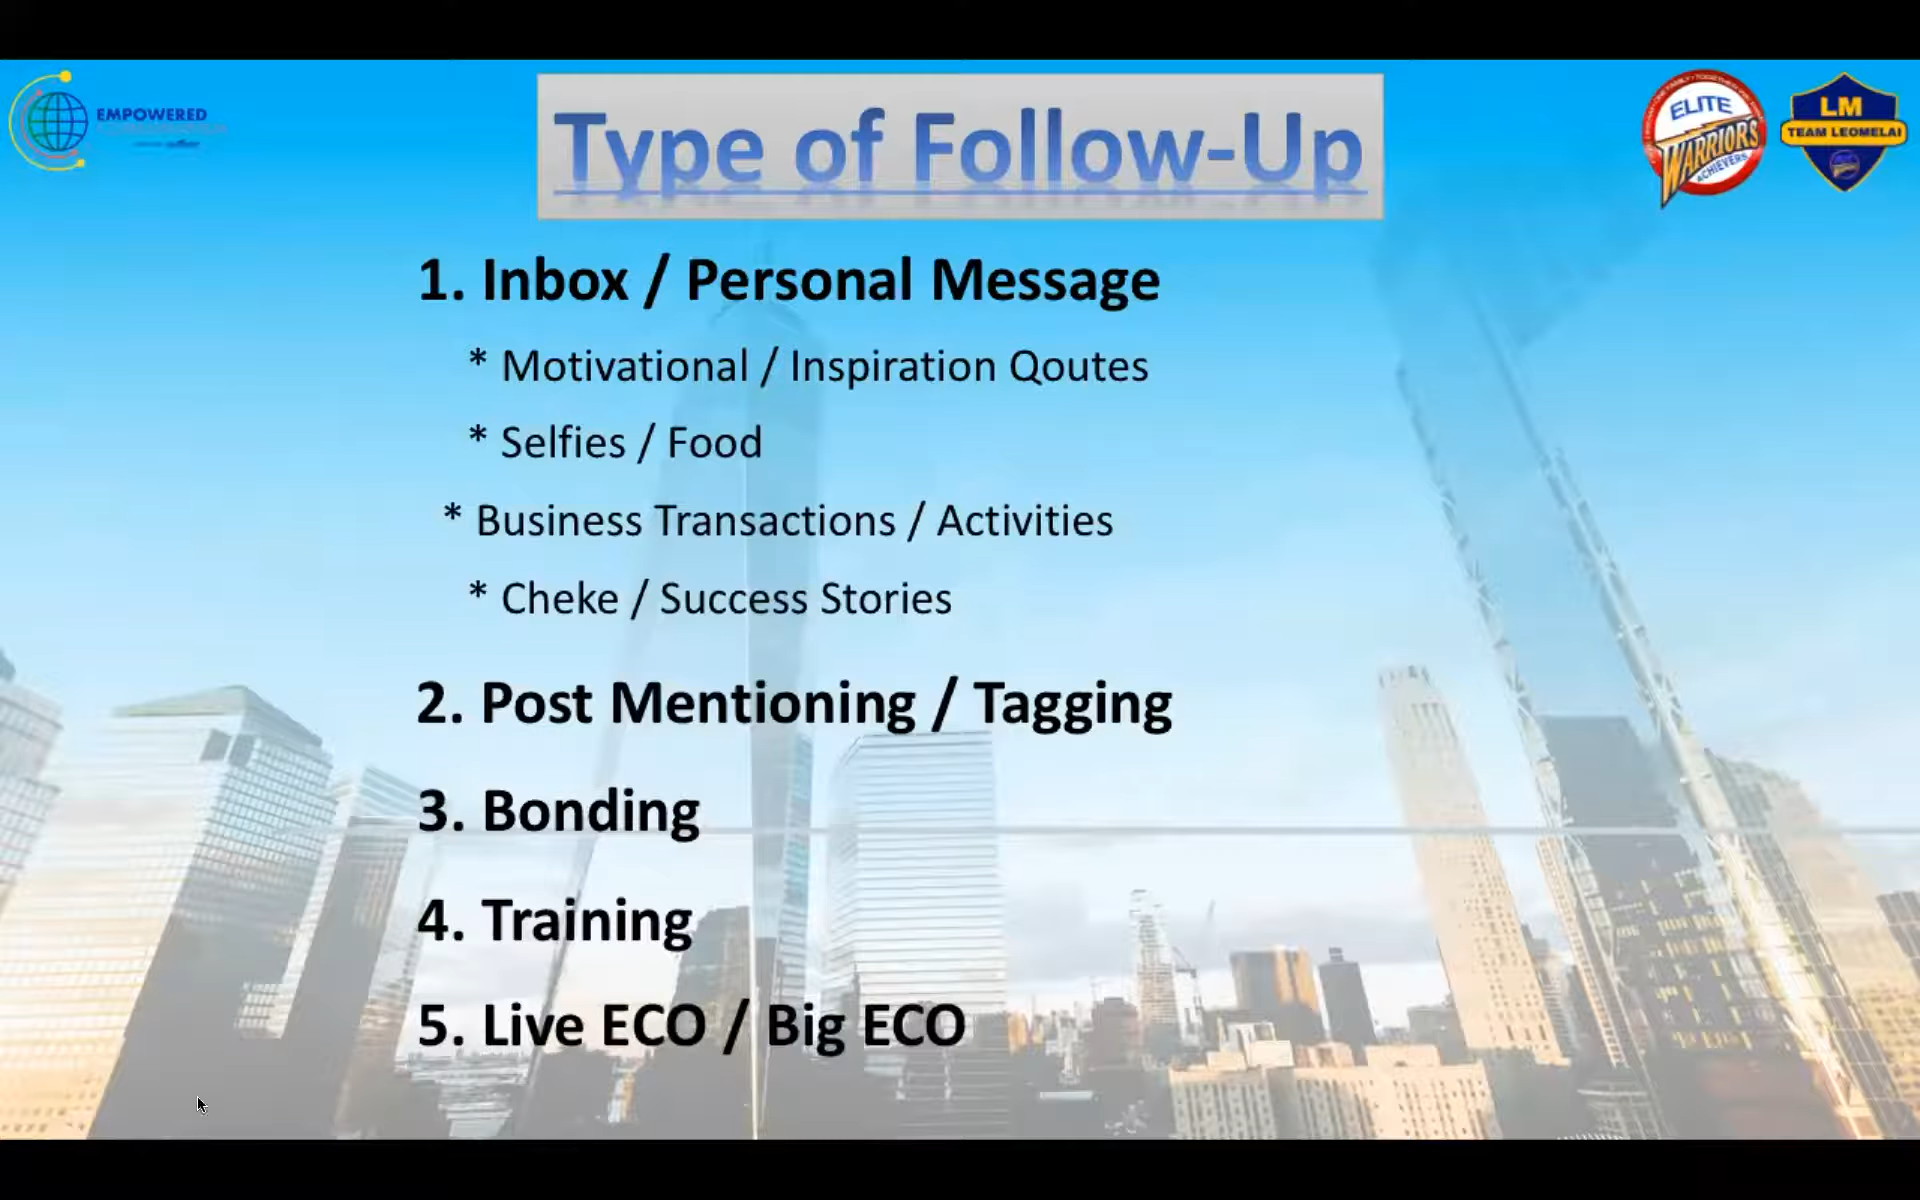 EMPOWERED
Type of Follow-Up
ELITE
WARRIORS
ACHIEVERS
LM
TEAM LEOMELAI
1. Inbox / Personal Message
* Motivational / Inspiration Qoutes
* Selfies / Food
* Business Transactions / Activities
* Cheke / Success Stories
2. Post Mentioning / Tagging
3. Bonding
4. Training
5. Live ECO / Big ECO